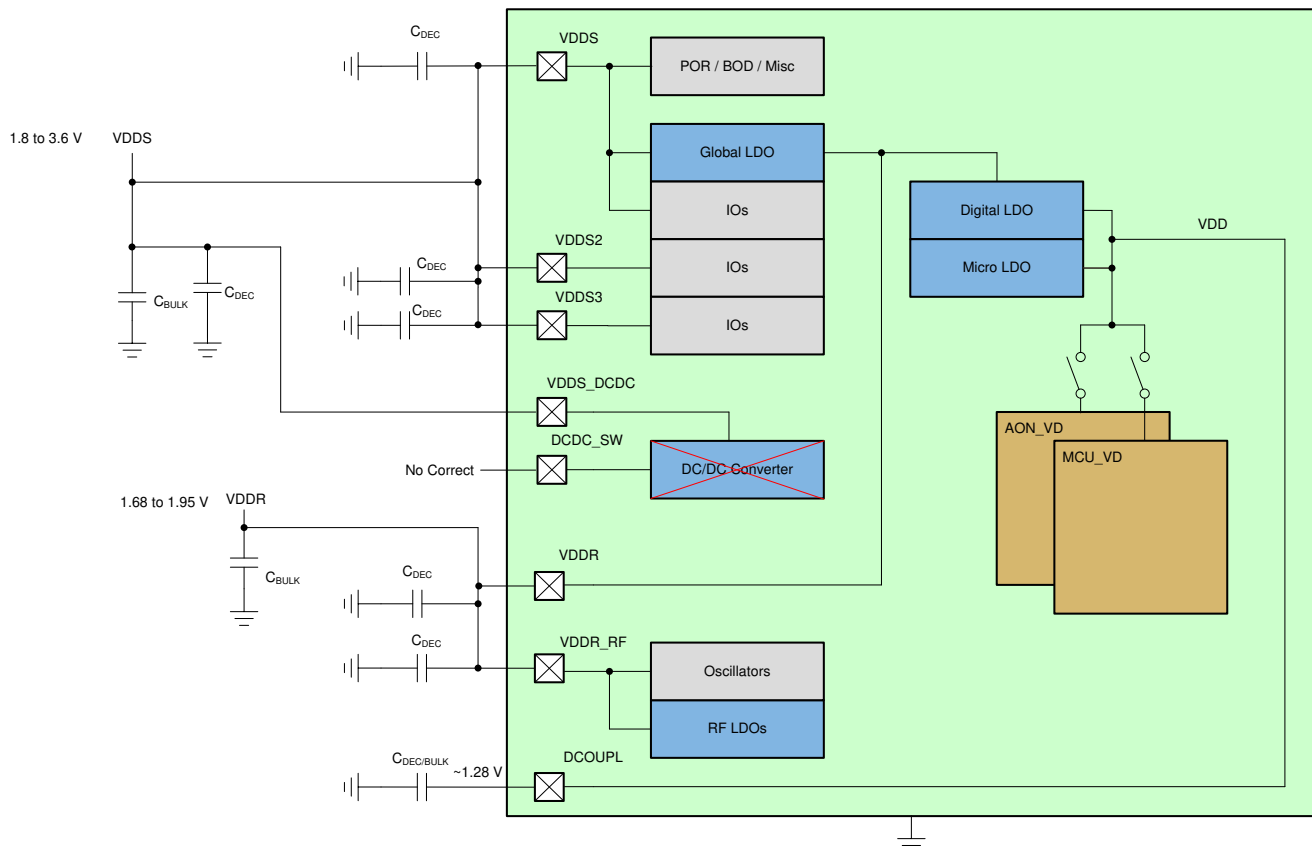 C_DEC
VDDS
POR / BOD / Misc
1.8 to 3.6 V
VDDS
Global LDO
IOs
Digital LDO
VDD
VDDS2
C_DEC
IOs
Micro LDO
C_BULK
C_DEC
VDDS3
C_DEC
IOs
VDDS_DCDC
AON_VD
DCDC_SW
No Correct
DC/DC Converter
MCU_VD
1.68 to 1.95 V
VDDR
VDDR
C_BULK
C_DEC
C_DEC
VDDR_RF
Oscillators
RF LDOs
DCOUPL
C_DEC/BULK
~1.28 V